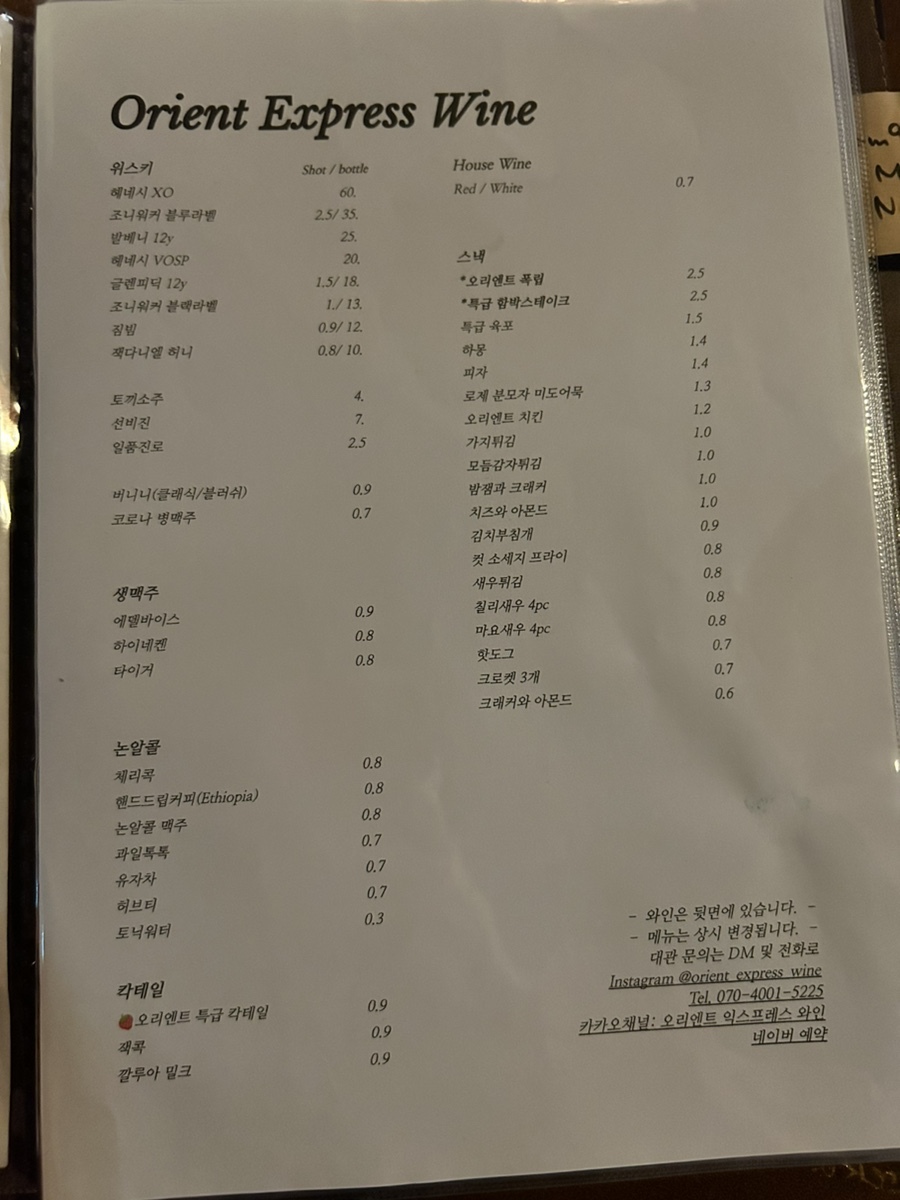 Orient Express Wine
위스키 Shot / bottle
헤네시 XO 60.
조니워커 블루라벨 2.5/ 35.
발베니 12y 25.
헤네시 VOSP 20.
글렌피딕 12y 1.5/ 18.
조니워커 블랙라벨 1./ 13.
짐빔 0.9/ 12.
잭다니엘 허니 0.8/ 10.
토끼소주 4.
선비진 7.
일품진로 2.5
버니니(클래식/블러쉬) 0.9
코로나 병맥주 0.7
생맥주
에델바이스 0.9
하이네켄 0.8
타이거 0.8
논알콜
체리콕 0.8
핸드드립커피(Ethiopia) 0.8
논알콜 맥주 0.8
과일톡톡 0.7
유자차 0.7
허브티 0.7
토닉워터 0.3
칵테일
오리엔트 특급 칵테일 0.9
잭콕 0.9
깔루아 밀크 0.9
House Wine
Red / White 0.7
스낵
*오리엔트 폭립 2.5
*특급 함박스테이크 2.5
특급 육포 1.5
하몽 1.4
피자 1.4
로제 분모자 미도어묵 1.3
오리엔트 치킨 1.2
가지튀김 1.0
모듬감자튀김 1.0
밤잼과 크래커 1.0
치즈와 아몬드 1.0
김치부침개 0.9
컷 소세지 프라이 0.8
새우튀김 0.8
칠리새우 4pc 0.8
마요새우 4pc 0.8
핫도그 0.7
크로켓 3개 0.7
크래커와 아몬드 0.6
- 와인은 뒷면에 있습니다. -
- 메뉴는 상시 변경됩니다. -
대관 문의는 DM 및 전화로
Instagram @orient_express_wine
Tel. 070-4001-5225
카카오채널: 오리엔트 익스프레스 와인
네이버 예약